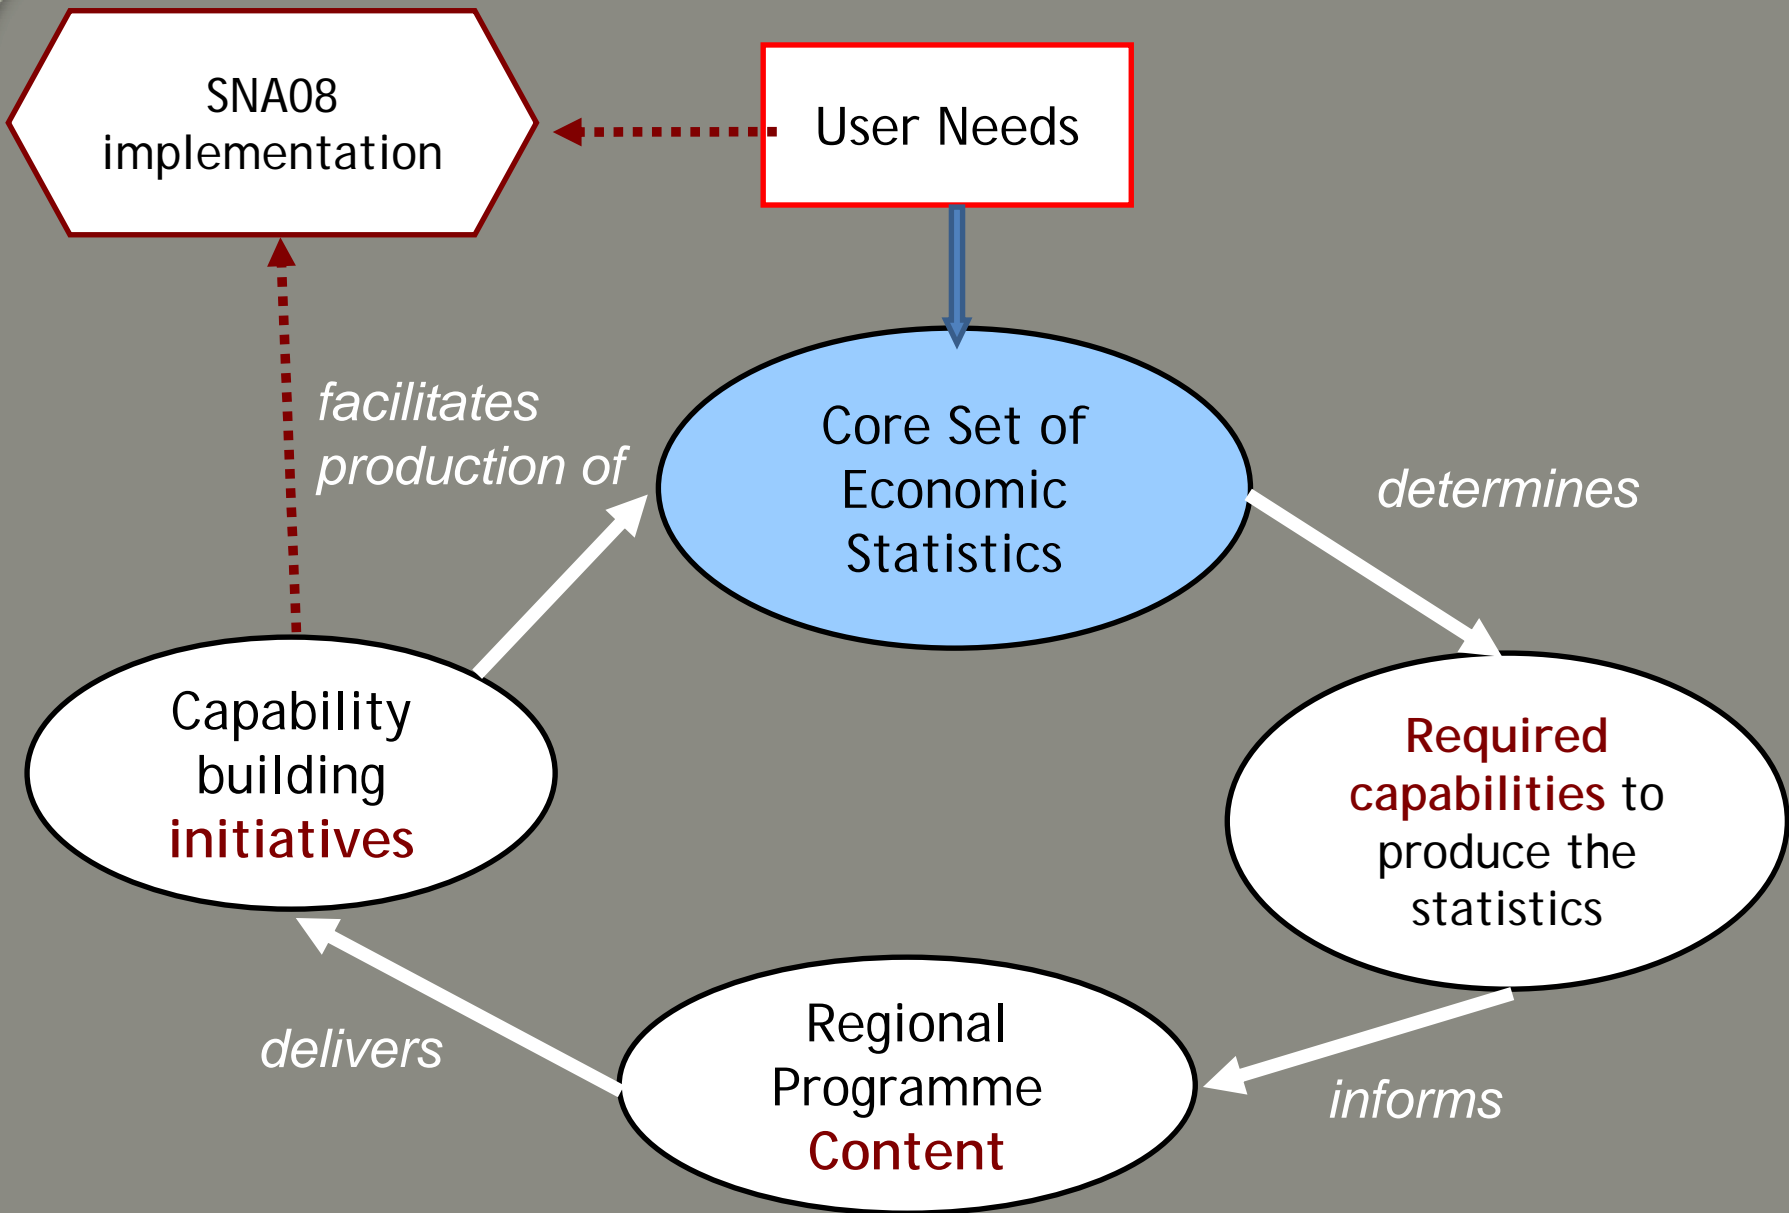 SNA08
implementation
User Needs
facilitates
production of
Core Set of
Economic
Statistics
determines
Capability
building
initiatives
Required
capabilities to
produce the
statistics
delivers
Regional
Programme
Content
informs